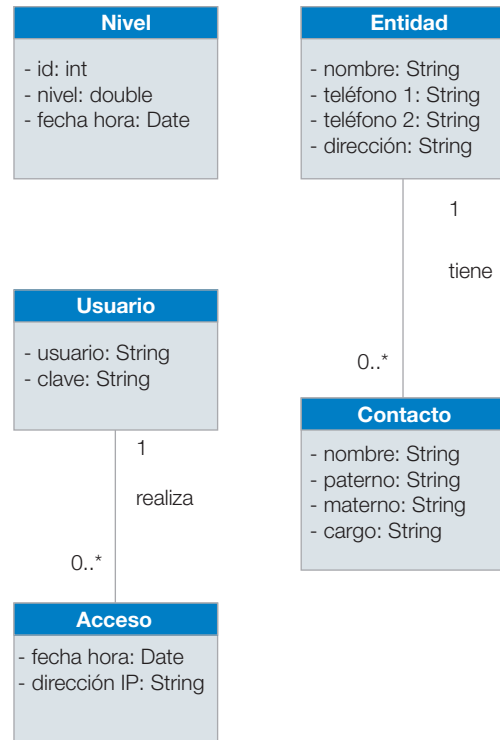 Nivel
- id: int
- nivel: double
- fecha hora: Date
Entidad
- nombre: String
- teléfono 1: String
- teléfono 2: String
- dirección: String
1
tiene
0..*
Usuario
- usuario: String
- clave: String
1
realiza
0..*
Contacto
- nombre: String
- paterno: String
- materno: String
- cargo: String
Acceso
- fecha hora: Date
- dirección IP: String